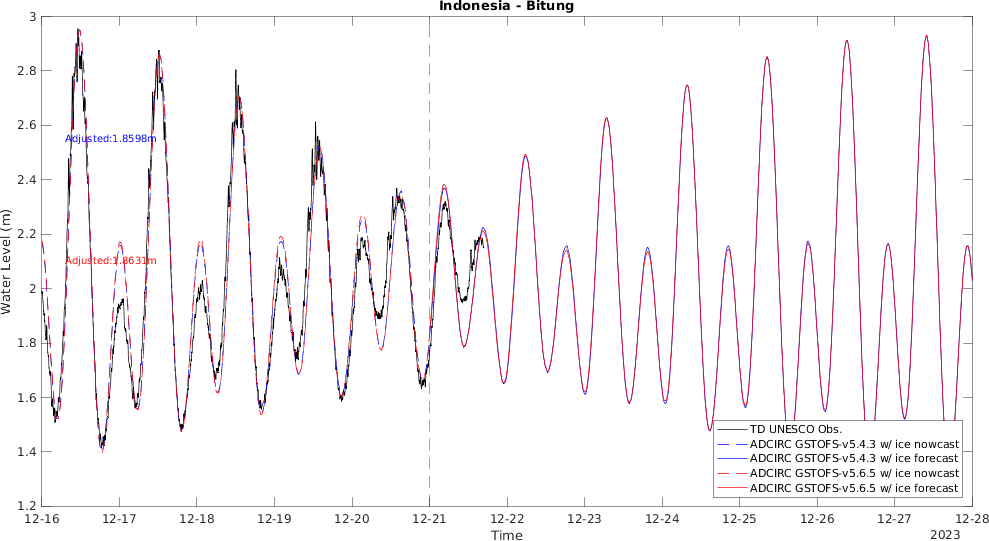 Indonesia - Bitung
Water Level (m)
3
2.8
2.6
2.4
2.2
2
1.8
1.6
1.4
1.2
Adjusted:1.8598m
Adjusted:1.8631m
TD UNESCO Obs.
ADCIRC GSTOFS-v5.4.3 w/ ice nowcast
ADCIRC GSTOFS-v5.4.3 w/ ice forecast
ADCIRC GSTOFS-v5.6.5 w/ ice nowcast
ADCIRC GSTOFS-v5.6.5 w/ ice forecast
12-16 12-17 12-18 12-19 12-20 12-21 12-22 12-23 12-24 12-25 12-26 12-27 12-28
Time
2023